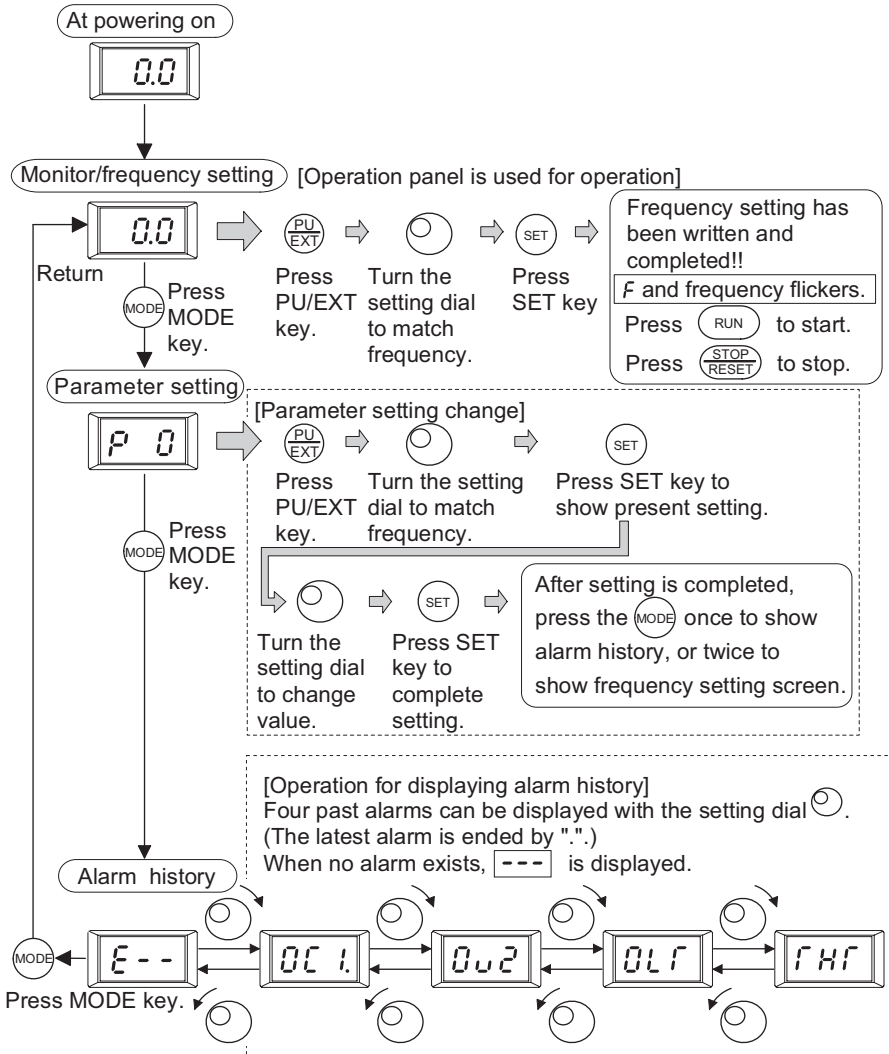 At powering on
0.0
Monitor/frequency setting
[Operation panel is used for operation]
0.0
PU
EXT
SET
Return
Press
PU/EXT
key.
Turn the
setting dial
to match
frequency.
Press
SET key
Frequency setting has
been written and
completed!!
F and frequency flickers.
Press RUN to start.
Press STOP
RESET to stop.
MODE
Press
MODE
key.
Parameter setting
P 0
[Parameter setting change]
PU
EXT
SET
Press
PU/EXT
key.
Turn the setting
dial to match
frequency.
Press SET key to
show present setting.
MODE
Press
MODE
key.
SET
Turn the
setting dial
to change
value.
Press SET
key to
complete
setting.
After setting is completed,
press the MODE once to show
alarm history, or twice to
show frequency setting screen.
[Operation for displaying alarm history]
Four past alarms can be displayed with the setting dial .
(The latest alarm is ended by ".".)
When no alarm exists, --- is displayed.
Alarm history
MODE
E--
OC1.
Ov2
OLT
THT
Press MODE key.